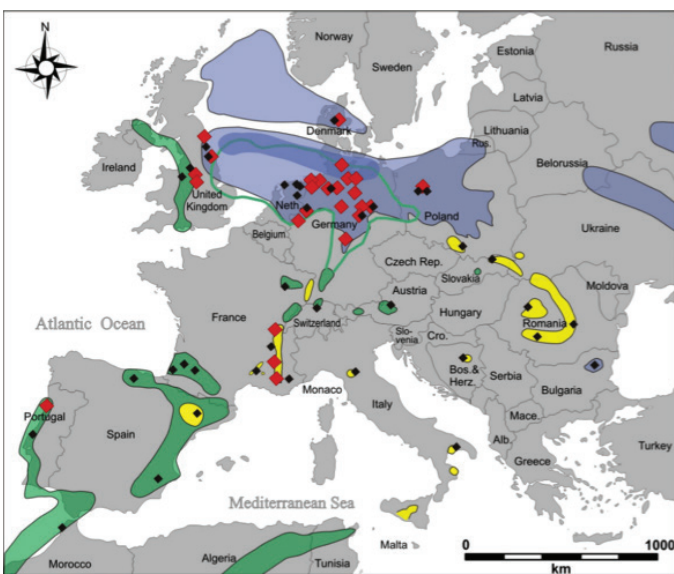 N
Norway
Sweden
Estonia
Russia
Latvia
Denmark
Lithuania
Rus.
Belorussia
Ireland
United
Kingdom
Neth.
Germany
Poland
Belgium
Ukraine
Czech Rep.
Slovakia
Moldova
Austria
France
Switzerland
Hungary
Romania
Atlantic Ocean
Slo-
venia
Cro.
Bos.&
Herz.
Serbia
Bulgaria
Monaco
Italy
Portugal
Spain
Mace.
Alb.
Greece
Turkey
Mediterranean Sea
Malta
Morocco
Algeria
Tunisia
0
1000
km